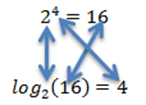 2⁴ = 16
log₂(16) = 4